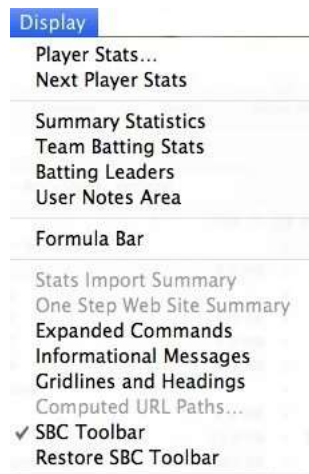 Display
Player Stats...
Next Player Stats
Summary Statistics
Team Batting Stats
Batting Leaders
User Notes Area
Formula Bar
Stats Import Summary
One Step Web Site Summary
Expanded Commands
Informational Messages
Gridlines and Headings
Computed URL Paths...
✓ SBC Toolbar
Restore SBC Toolbar